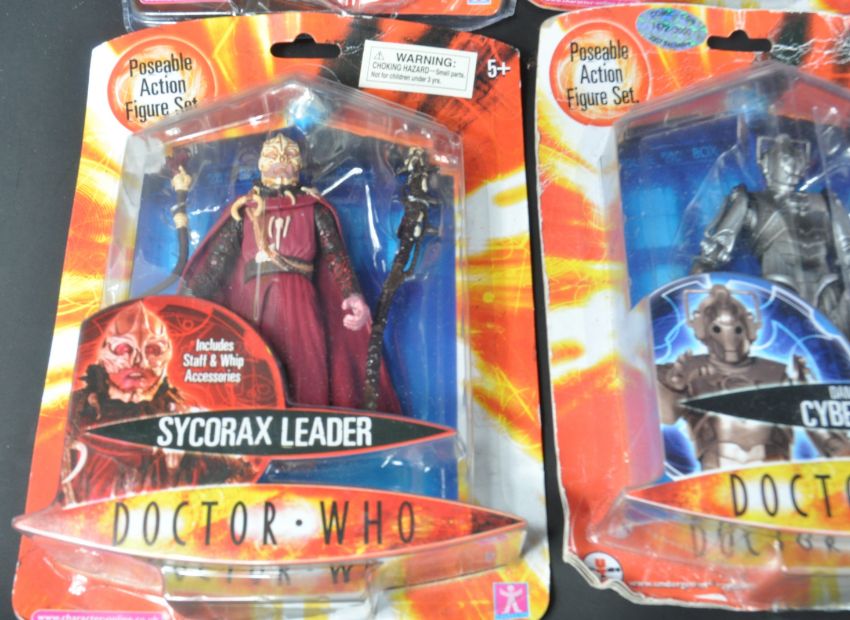 Poseable
Action
Figure Set.
WARNING:
CHOKING HAZARD—Small parts.
Not for children under 3 yrs.
5+
Includes
Staff & Whip
Accessories
SYCORAX LEADER
DOCTOR · WHO
Poseable
Action
Figure Set.
CYBE
DOCTO